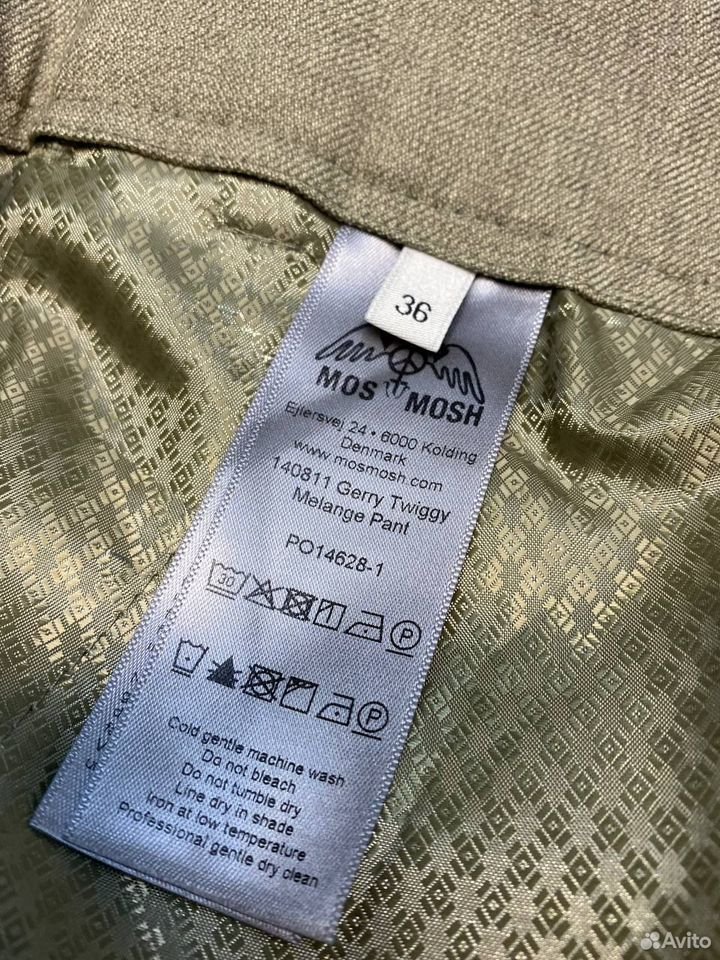 36
MOS MOSH
Ejlersvej 24 • 6000 Kolding
Denmark
www.mosmosh.com
140811 Gerry Twiggy
Melange Pant
PO14628-1
30 P
P
Cold gentle machine wash
Do not bleach
Do not tumble dry
Line dry in shade
Iron at low temperature
Professional gentle dry clean
Avito